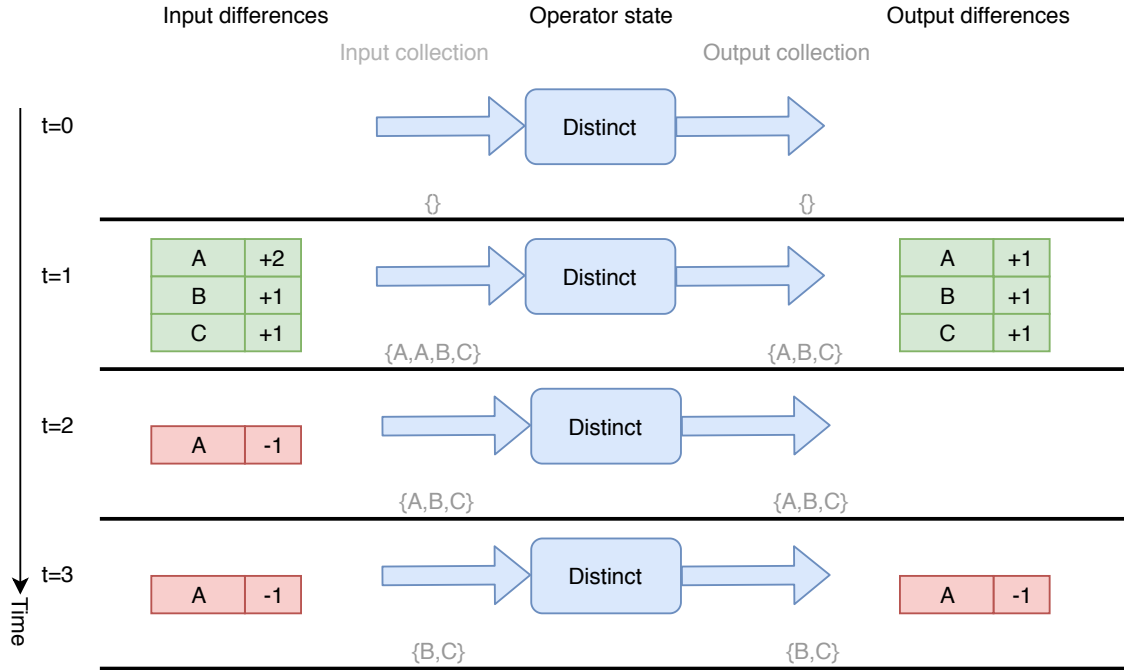 Input differences Operator state Output differences
Input collection Output collection
t=0 Distinct
{} {}
t=1 Distinct
A +2 A +1
B +1 B +1
C +1 C +1
{A,A,B,C} {A,B,C}
t=2 Distinct
A -1
{A,B,C} {A,B,C}
t=3 Distinct
A -1 A -1
Time
{B,C} {B,C}